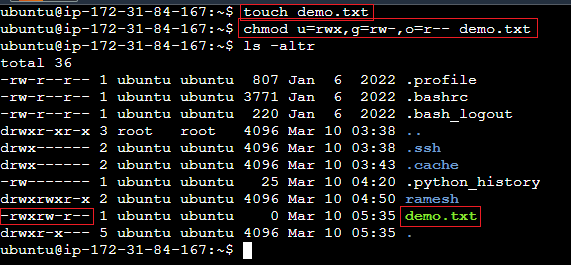 ubuntu@ip-172-31-84-167:~$ touch demo.txt
ubuntu@ip-172-31-84-167:~$ chmod u=rwx,g=rw-,o=r-- demo.txt
ubuntu@ip-172-31-84-167:~$ ls -altr
total 36
-rw-r--r-- 1 ubuntu ubuntu  807 Jan  6  2022 .profile
-rw-r--r-- 1 ubuntu ubuntu 3771 Jan  6  2022 .bashrc
-rw-r--r-- 1 ubuntu ubuntu  220 Jan  6  2022 .bash_logout
drwxr-xr-x 3 root   root   4096 Mar 10 03:38 ..
drwx------ 2 ubuntu ubuntu 4096 Mar 10 03:38 .ssh
drwx------ 2 ubuntu ubuntu 4096 Mar 10 03:43 .cache
-rw------- 1 ubuntu ubuntu   25 Mar 10 04:20 .python_history
drwxrwxr-x 2 ubuntu ubuntu 4096 Mar 10 04:50 ramesh
-rwxrw-r-- 1 ubuntu ubuntu    0 Mar 10 05:35 demo.txt
drwxr-x--- 5 ubuntu ubuntu 4096 Mar 10 05:35 .
ubuntu@ip-172-31-84-167:~$